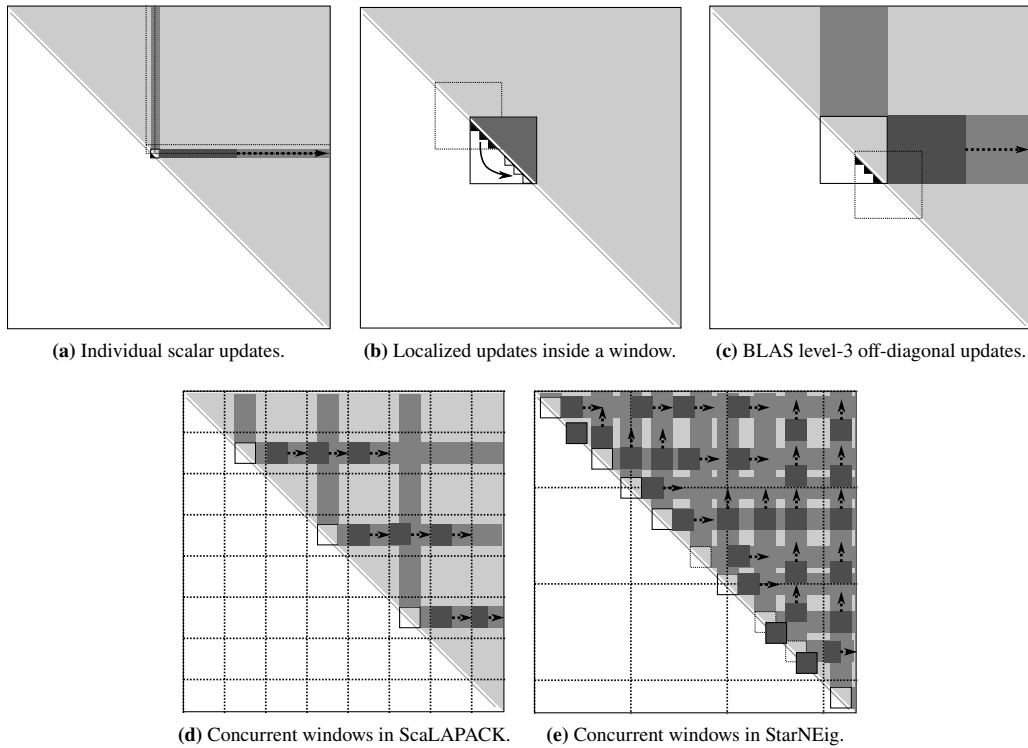 (a) Individual scalar updates.
(b) Localized updates inside a window.
(c) BLAS level-3 off-diagonal updates.
(d) Concurrent windows in ScaLAPACK.
(e) Concurrent windows in StarNEig.